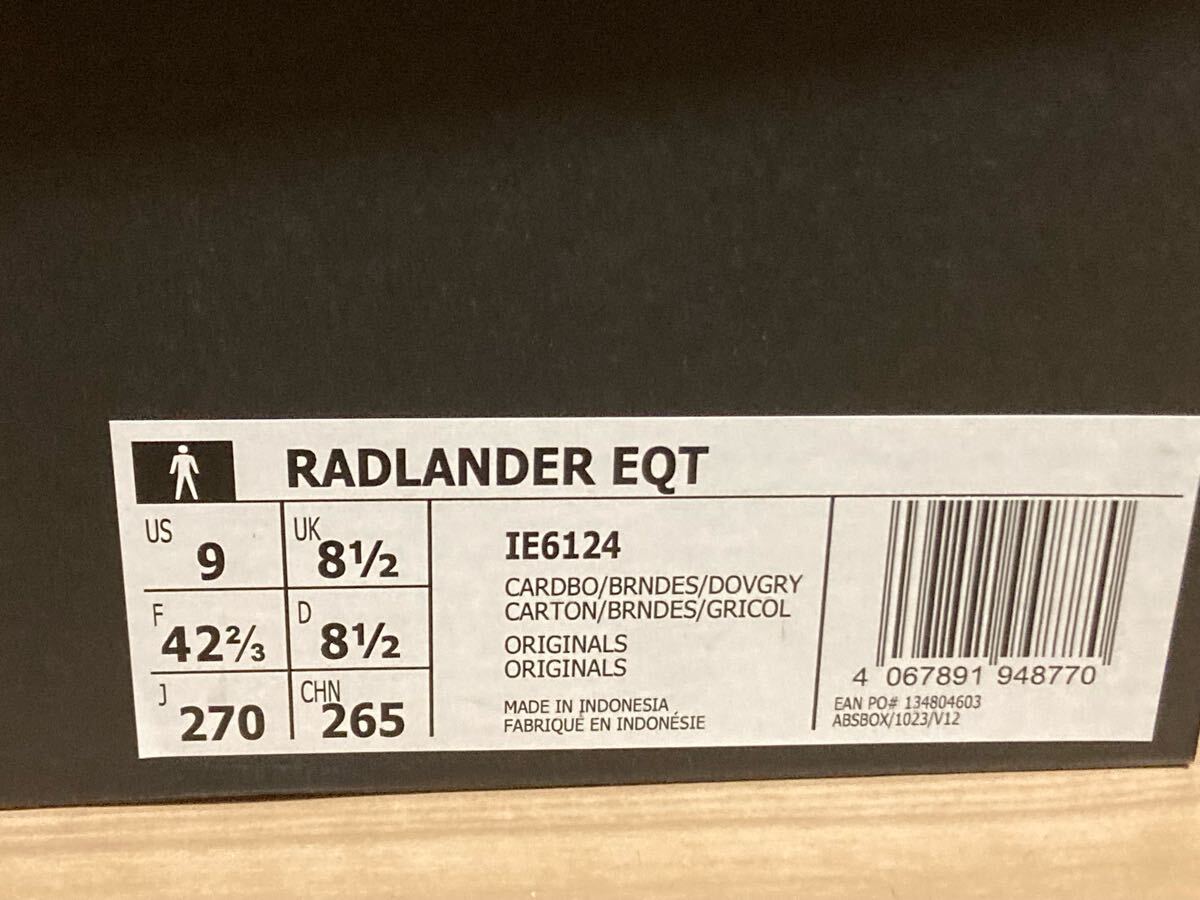 RADLANDER EQT
US 9
UK 8½
F 42⅔
D 8½
J 270
CHN 265
IE6124
CARDBO/BRNDES/DOVGRY
CARTON/BRNDES/GRICOL
ORIGINALS
ORIGINALS
MADE IN INDONESIA
FABRIQUÉ EN INDONÉSIE
4 067891 948770
EAN PO# 134804603
ABSBOX/1023/V12